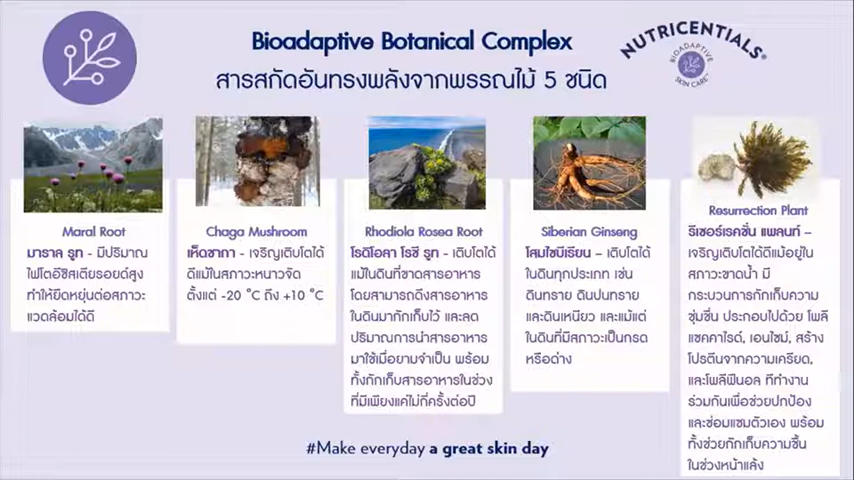 Bioadaptive Botanical Complex
สารสกัดอันทรงพลังจากพรรณไม้ 5 ชนิด
NUTRICENTIALS®
BIOADAPTIVE
SKIN CARE™
Maral Root
มาราล รูท - มีปริมาณ
ไฟโตอีซิสเตียรอยด์สูง
ทำให้ยืดหยุ่นต่อสภาวะ
แวดล้อมได้ดี
Chaga Mushroom
เห็ดชากา - เจริญเติบโตได้
ดีแม้ในสภาวะหนาวจัด
ตั้งแต่ -20 °C ถึง +10 °C
Rhodiola Rosea Root
โรดิโอลา โรซี รูท - เติบโตได้
แม้ในดินที่ขาดสารอาหาร
โดยสามารถดึงสารอาหาร
ในดินมากักเก็บไว้ และลด
ปริมาณการนำสารอาหาร
มาใช้เมื่อยามจำเป็น พร้อม
ทั้งกักเก็บสารอาหารในช่วง
ที่มีเพียงแค่ไม่กี่ครั้งต่อปี
Siberian Ginseng
โสมไซบีเรียน – เติบโตได้
ในดินทุกประเภท เช่น
ดินทราย ดินปนทราย
และดินเหนียว และแม้แต่
ในดินที่มีสภาวะเป็นกรด
หรือด่าง
Resurrection Plant
รีเซอร์เรคชั่น แพลนท์ –
เจริญเติบโตได้ดีแม้อยู่ใน
สภาวะขาดน้ำ มี
กระบวนการกักเก็บความ
ชุ่มชื่น ประกอบไปด้วย โพลี
แซคคาไรด์, เอนไซม์, สร้าง
โปรตีนจากความเครียด,
และโพลีฟีนอล ที่ทำงาน
ร่วมกันเพื่อช่วยปกป้อง
และซ่อมแซมตัวเอง พร้อม
ทั้งช่วยกักเก็บความชื้น
ในช่วงหน้าแล้ง
#Make everyday a great skin day